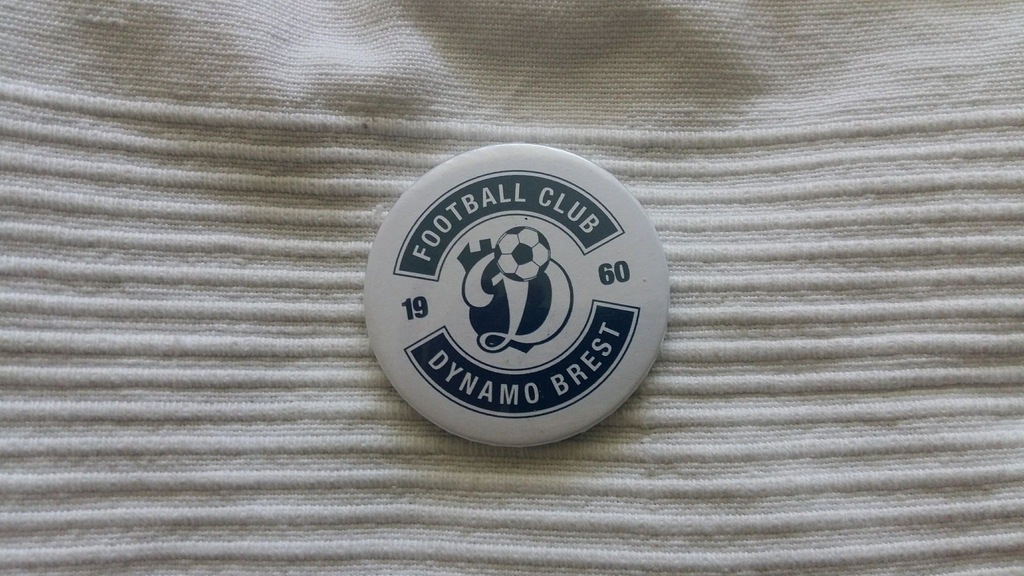 FOOTBALL CLUB
19 60
DYNAMO BREST